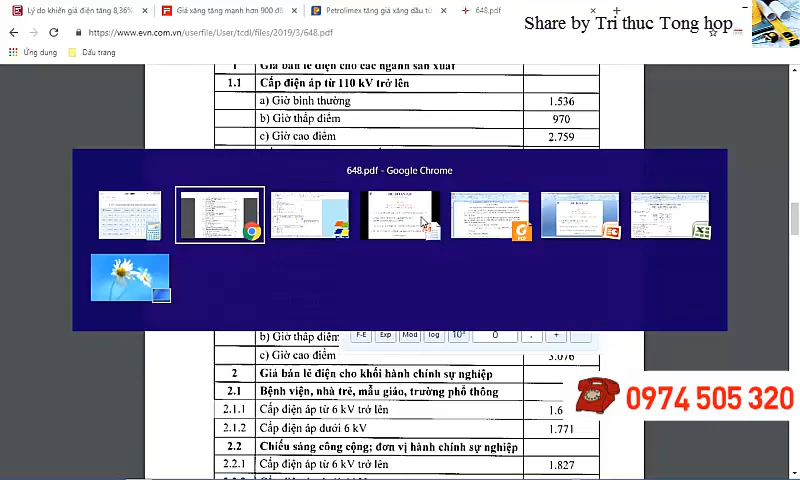 Lý do khiến giá điện tăng 8,36%
Giá xăng tăng mạnh hơn 900 đồ
Petrolimex tăng giá xăng dầu từ
648.pdf
Share by Tri thuc Tong hop
https://www.evn.com.vn/userfile/User/tcdl/files/2019/3/648.pdf
Ứng dụng
Dấu trang
1 Giá bán lẻ điện cho các ngành sản xuất
1.1 Cấp điện áp từ 110 kV trở lên
a) Giờ bình thường 1.536
b) Giờ thấp điểm 970
c) Giờ cao điểm 2.759
648.pdf - Google Chrome
F-E Exp Mod log 10ˣ 0 . +
b) Giờ thấp điểm
c) Giờ cao điểm 3.076
2 Giá bán lẻ điện cho khối hành chính sự nghiệp
2.1 Bệnh viện, nhà trẻ, mẫu giáo, trường phổ thông
2.1.1 Cấp điện áp từ 6 kV trở lên 1.6
2.1.2 Cấp điện áp dưới 6 kV 1.771
2.2 Chiếu sáng công cộng; đơn vị hành chính sự nghiệp
2.2.1 Cấp điện áp từ 6 kV trở lên 1.827
0974 505 320